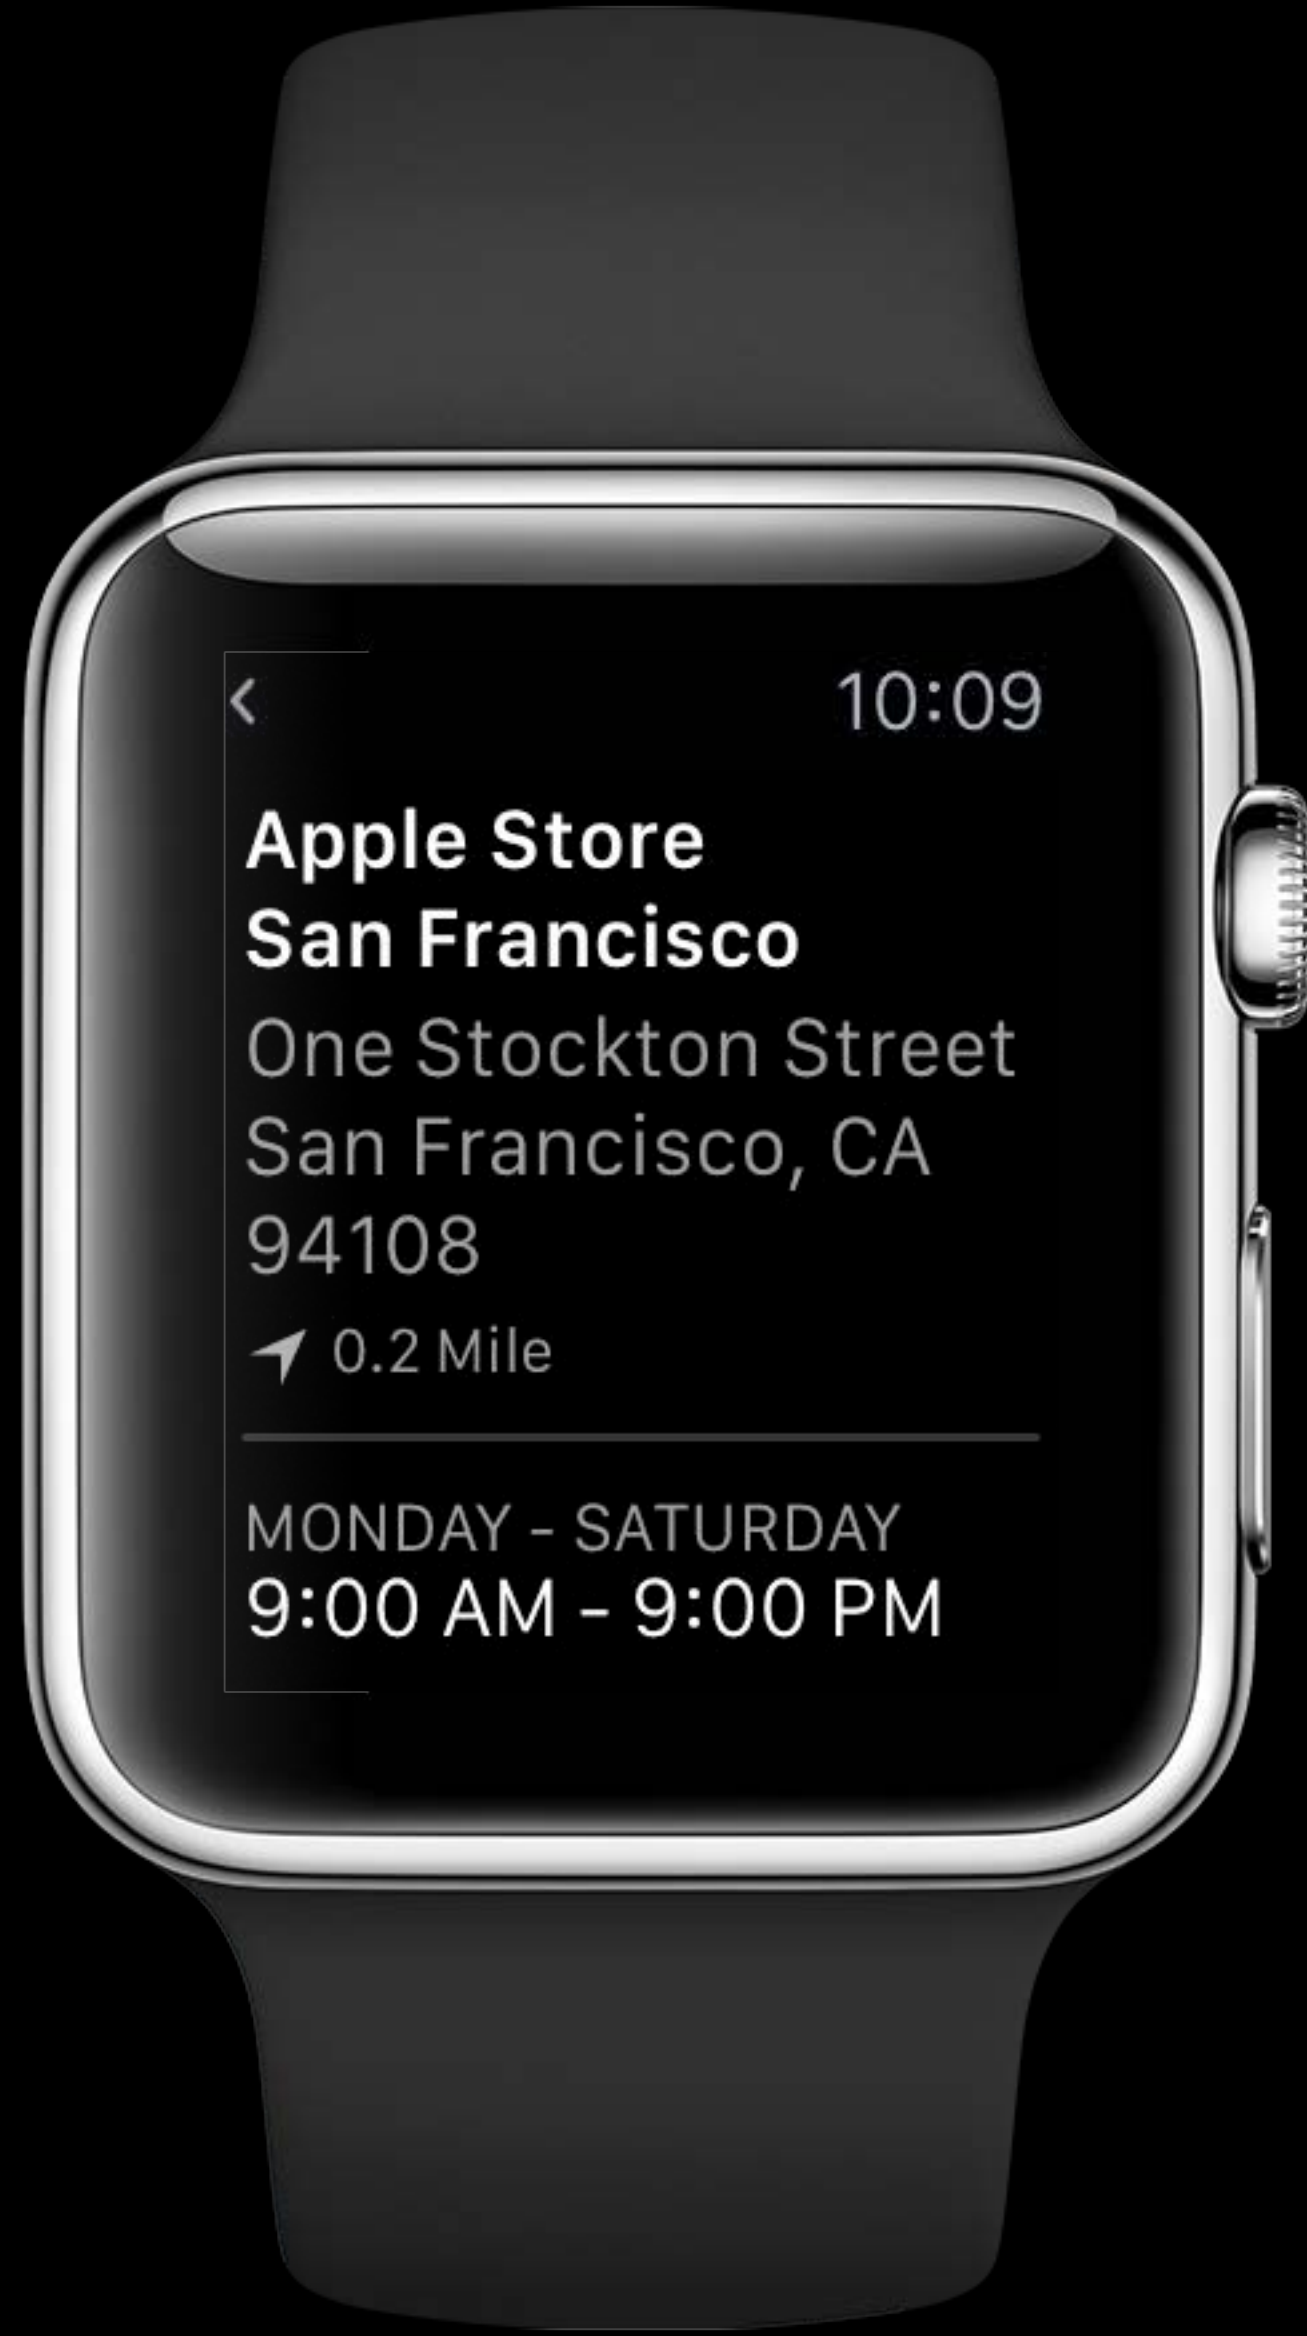 10:09
Apple Store
San Francisco
One Stockton Street
San Francisco, CA
94108
0.2 Mile
MONDAY - SATURDAY
9:00 AM - 9:00 PM